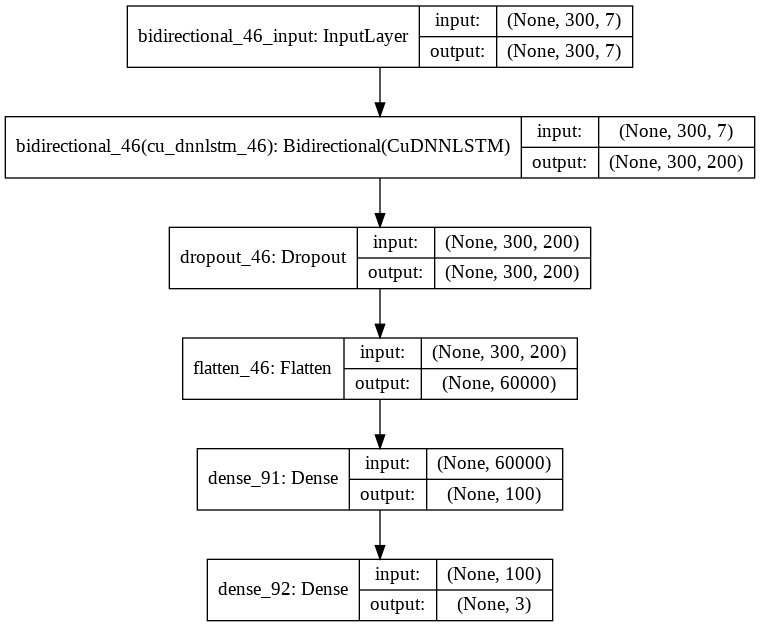 bidirectional_46_input: InputLayer
input: (None, 300, 7)
output: (None, 300, 7)
bidirectional_46(cu_dnnlstm_46): Bidirectional(CuDNNLSTM)
input: (None, 300, 7)
output: (None, 300, 200)
dropout_46: Dropout
input: (None, 300, 200)
output: (None, 300, 200)
flatten_46: Flatten
input: (None, 300, 200)
output: (None, 60000)
dense_91: Dense
input: (None, 60000)
output: (None, 100)
dense_92: Dense
input: (None, 100)
output: (None, 3)